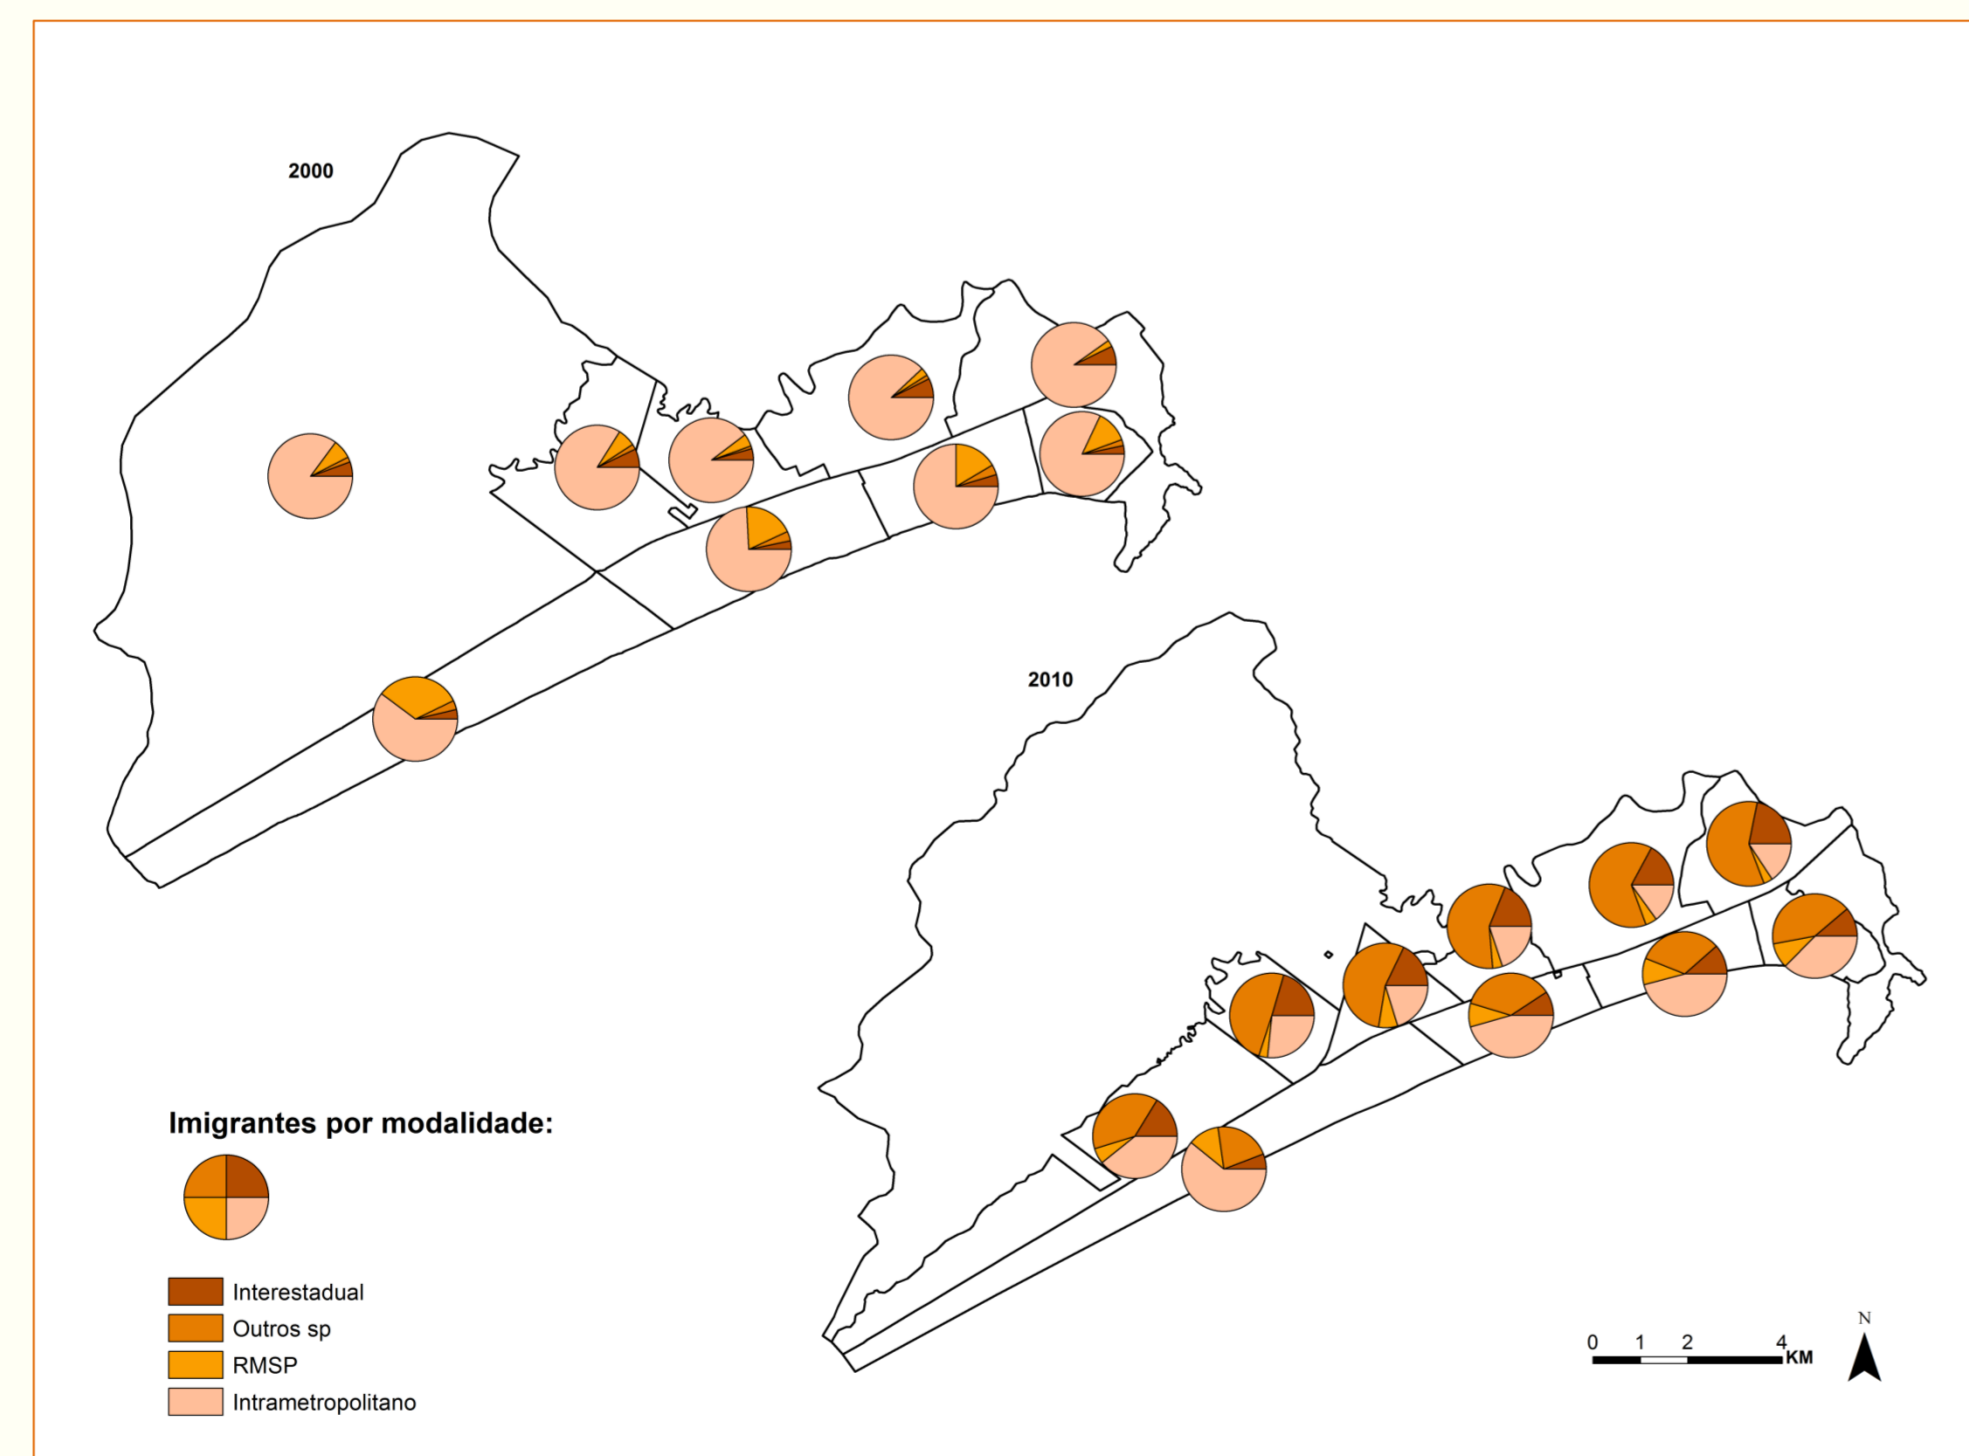 2000
2010
Imigrantes por modalidade:
Interestadual
Outros sp
RMSP
Intrametropolitano
N
0 1 2 4
KM